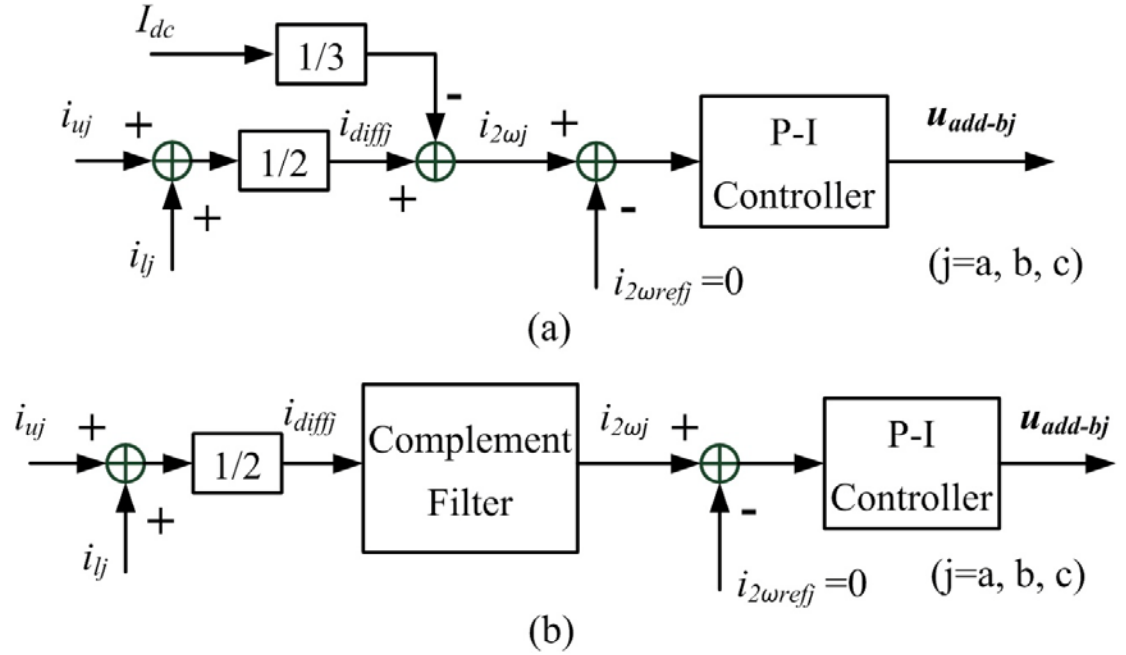 I_dc
1/3
-
i_uj + 1/2 i_diffj + i_2ωj + - P-I Controller u_add-bj
+
i_lj
i_2ωrefj =0
(j=a, b, c)
(a)
i_uj + 1/2 i_diffj Complement Filter i_2ωj + - P-I Controller u_add-bj
+
i_lj
i_2ωrefj =0
(j=a, b, c)
(b)